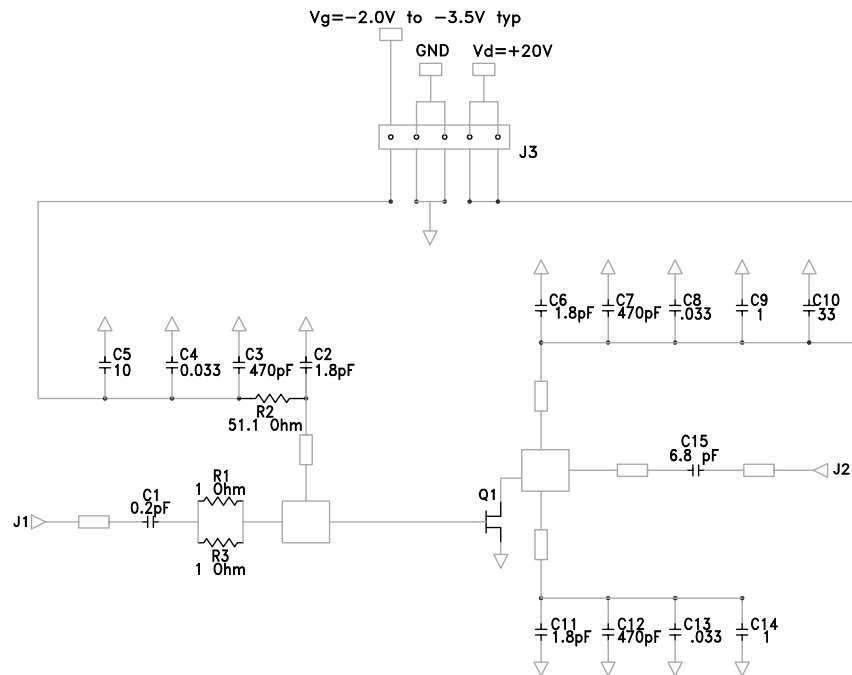 Vg=-2.0V to -3.5V typ
GND
Vd=+20V
J3
C6
1.8pF
C7
470pF
C8
.033
C9
1
C10
33
C5
10
C4
0.033
C3
470pF
C2
1.8pF
R2
51.1 Ohm
C15
6.8 pF
J2
R1
1 Ohm
C1
0.2pF
J1
Q1
R3
1 Ohm
C11
1.8pF
C12
470pF
C13
.033
C14
1